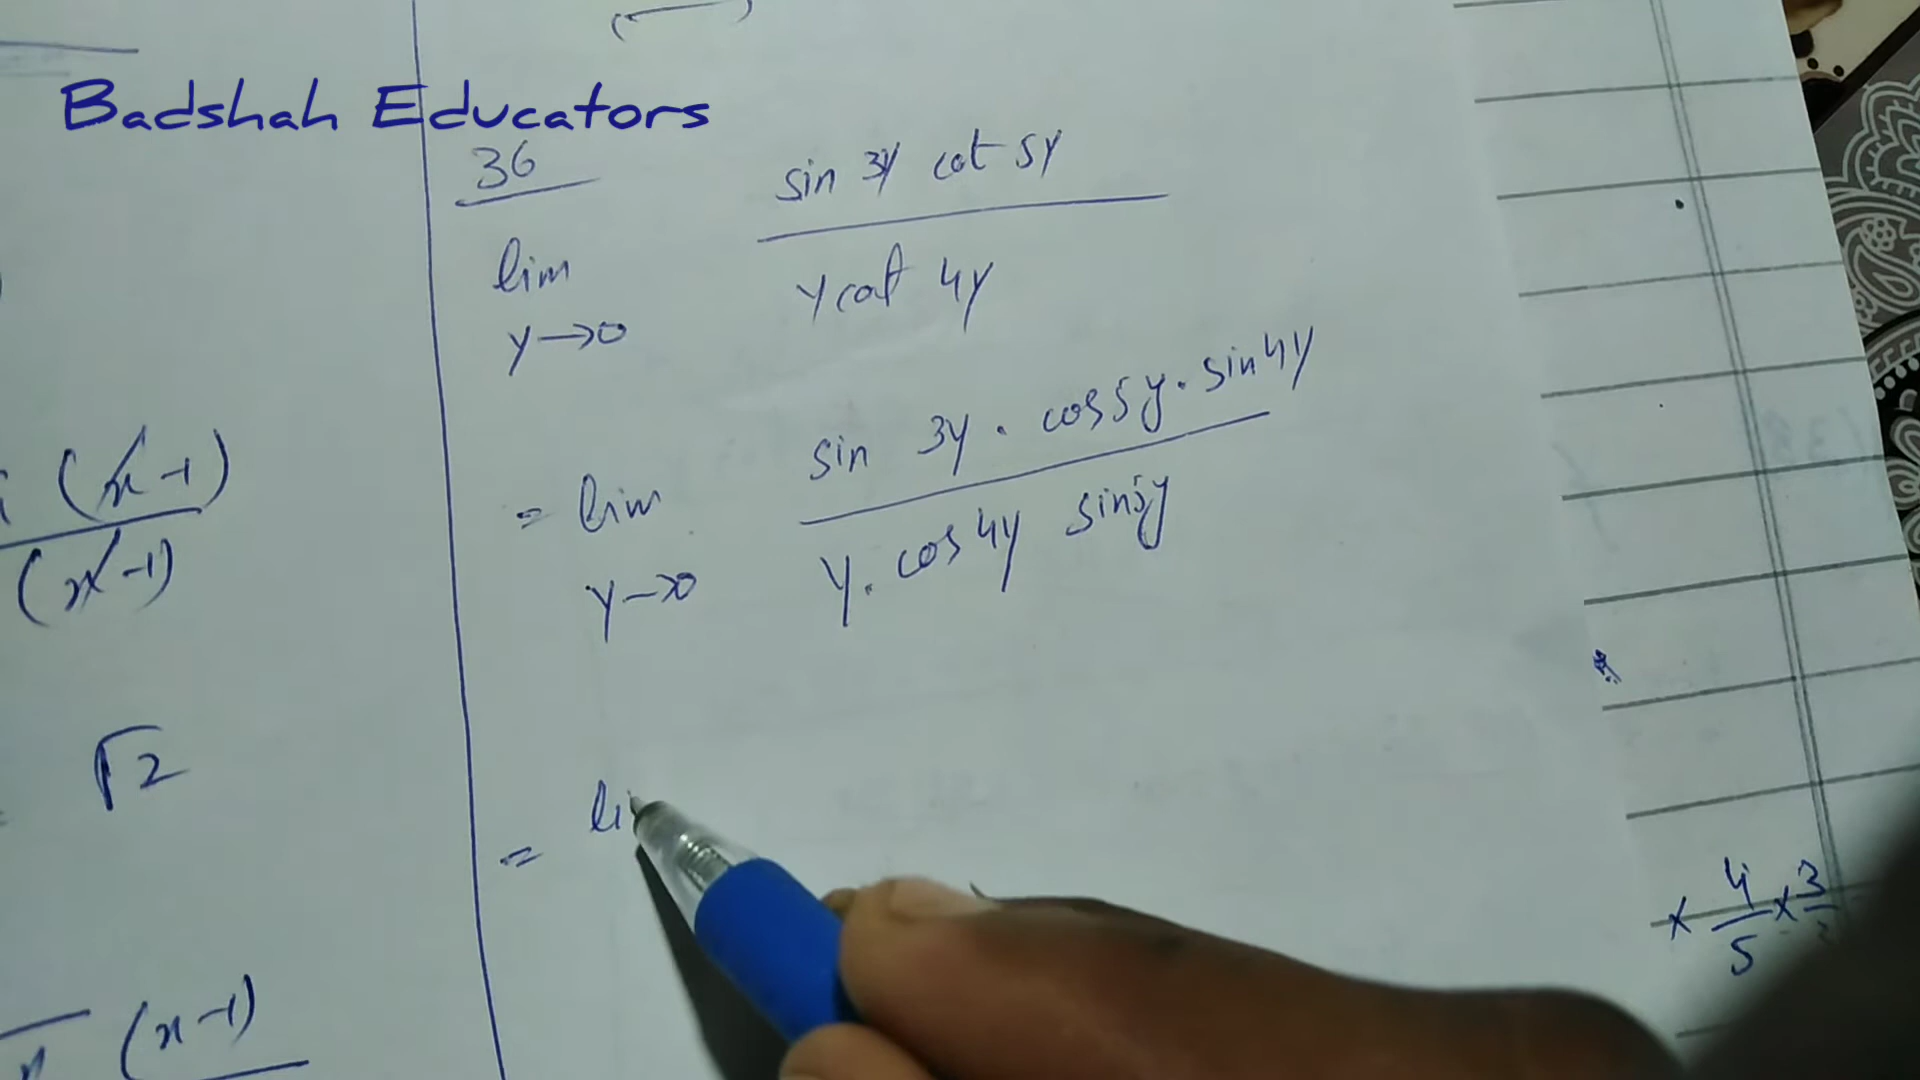 Badshah Educators
36
lim y→0 sin 3y cot 5y / y cot 4y
= lim y→0 sin 3y . cos 5y . sin 4y / y . cos 4y sin 5y
= li
(x-1)
(x-1)
√2
(x-1)
x 4/5 x 3